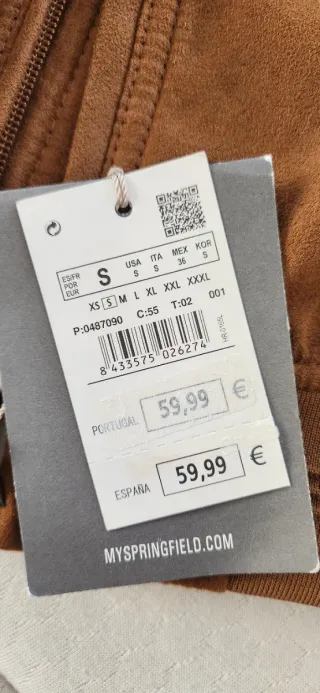 ES/FR
POR
EUR
S
USA
S
ITA
S
MEX
36
KOR
S
XS S M L XL XXL XXXL
P:0487090 C:55 T:02 001
8 433575 026274
PORTUGAL 59,99 €
ESPAÑA 59,99 €
MYSPRINGFIELD.COM